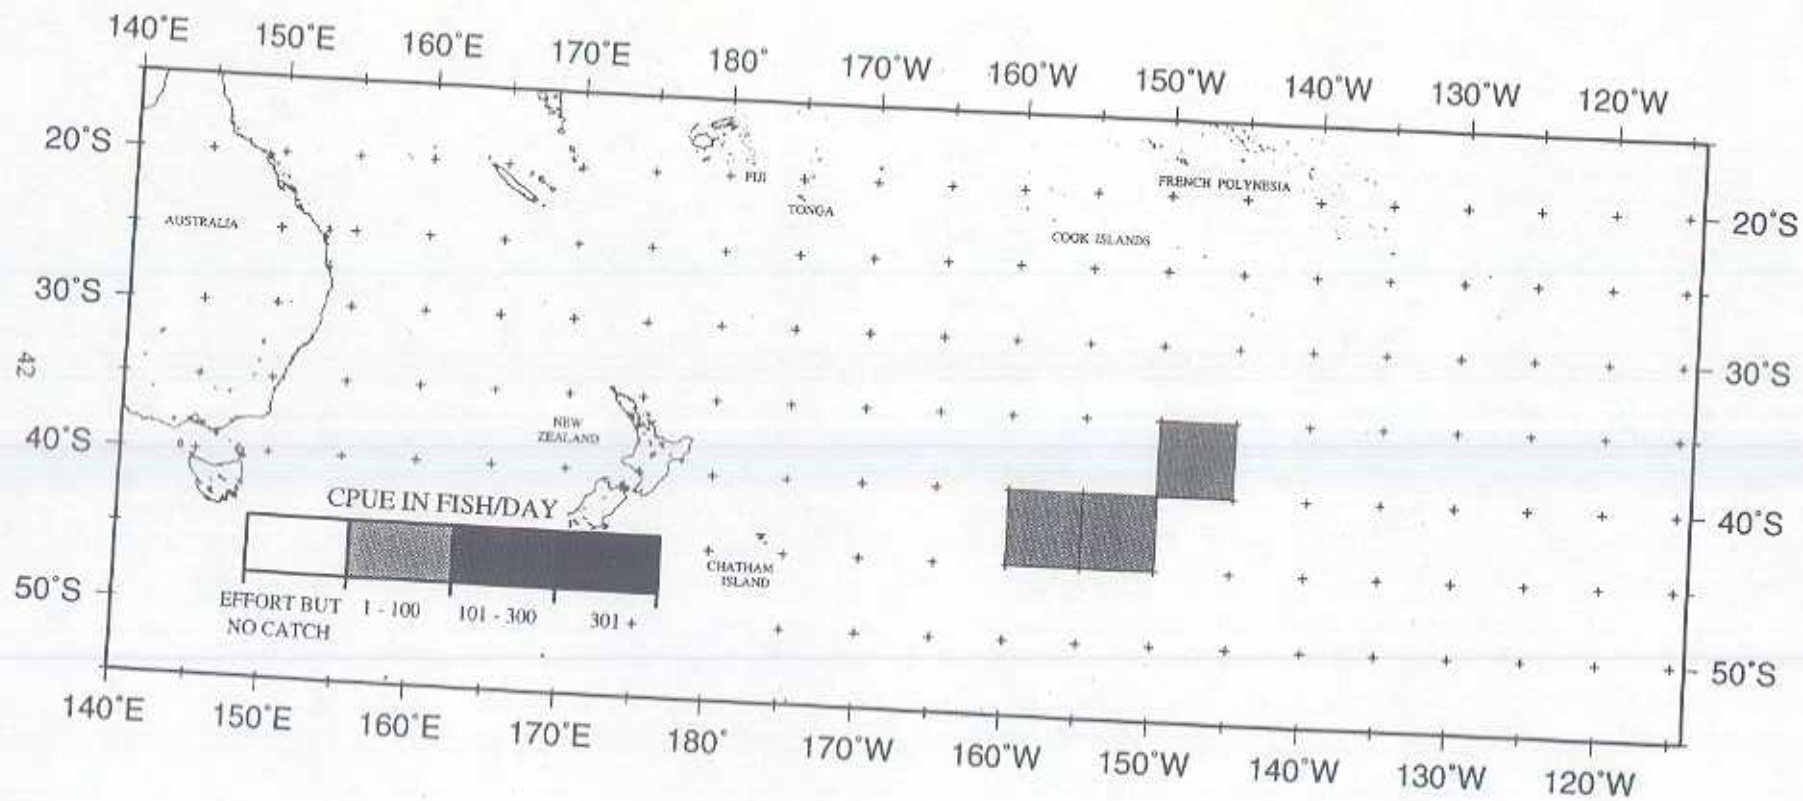 140˚E 150˚E 160˚E 170˚E 180˚ 170˚W 160˚W 150˚W 140˚W 130˚W 120˚W
20˚S
FIJI
FRENCH POLYNESIA
TONGA
AUSTRALIA
20˚S
COOK ISLANDS
30˚S
42
30˚S
NEW
ZEALAND
40˚S
CPUE IN FISH/DAY
40˚S
CHATHAM
ISLAND
50˚S
EFFORT BUT
NO CATCH
1 - 100
101 - 300
301 +
50˚S
140˚E 150˚E 160˚E 170˚E 180˚ 170˚W 160˚W 150˚W 140˚W 130˚W 120˚W